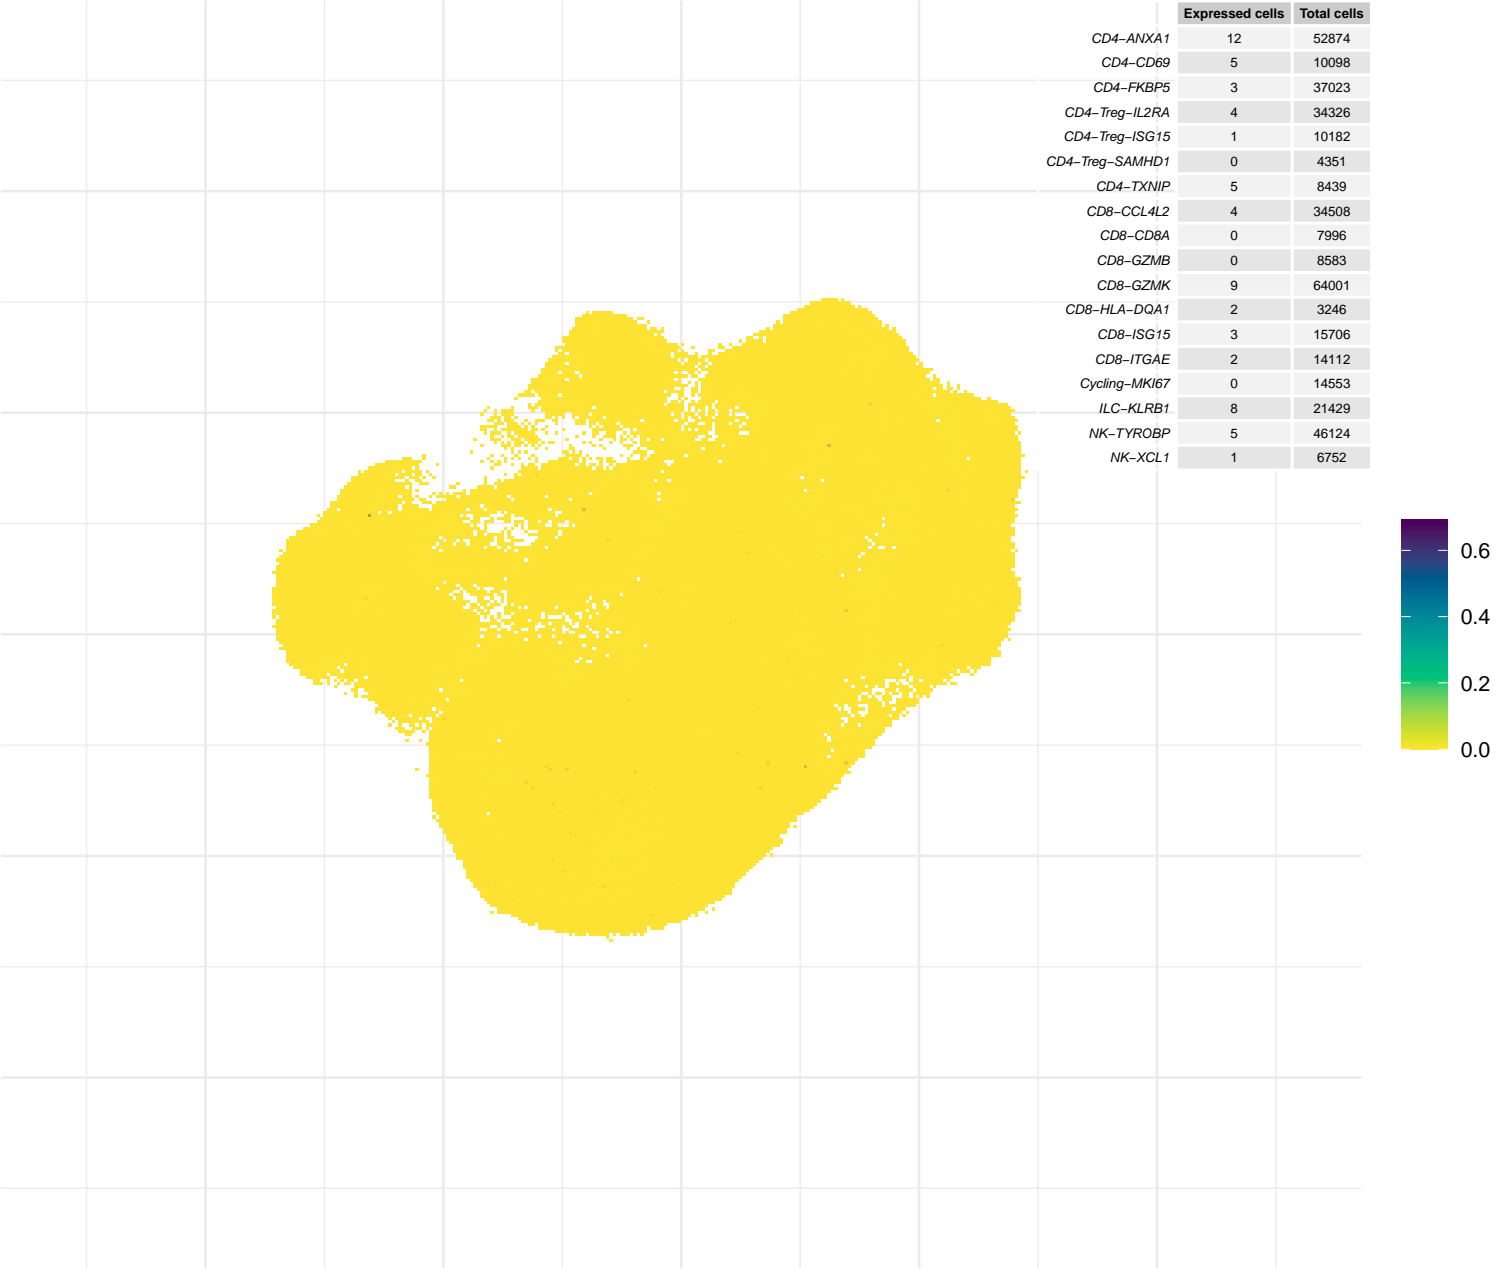 Expressed cells Total cells
CD4−ANXA1 12 52874
CD4−CD69 5 10098
CD4−FKBP5 3 37023
CD4−Treg−IL2RA 4 34326
CD4−Treg−ISG15 1 10182
CD4−Treg−SAMHD1 0 4351
CD4−TXNIP 5 8439
CD8−CCL4L2 4 34508
CD8−CD8A 0 7996
CD8−GZMB 0 8583
CD8−GZMK 9 64001
CD8−HLA−DQA1 2 3246
CD8−ISG15 3 15706
CD8−ITGAE 2 14112
Cycling−MKI67 0 14553
ILC−KLRB1 8 21429
NK−TYROBP 5 46124
NK−XCL1 1 6752
0.6
0.4
0.2
0.0